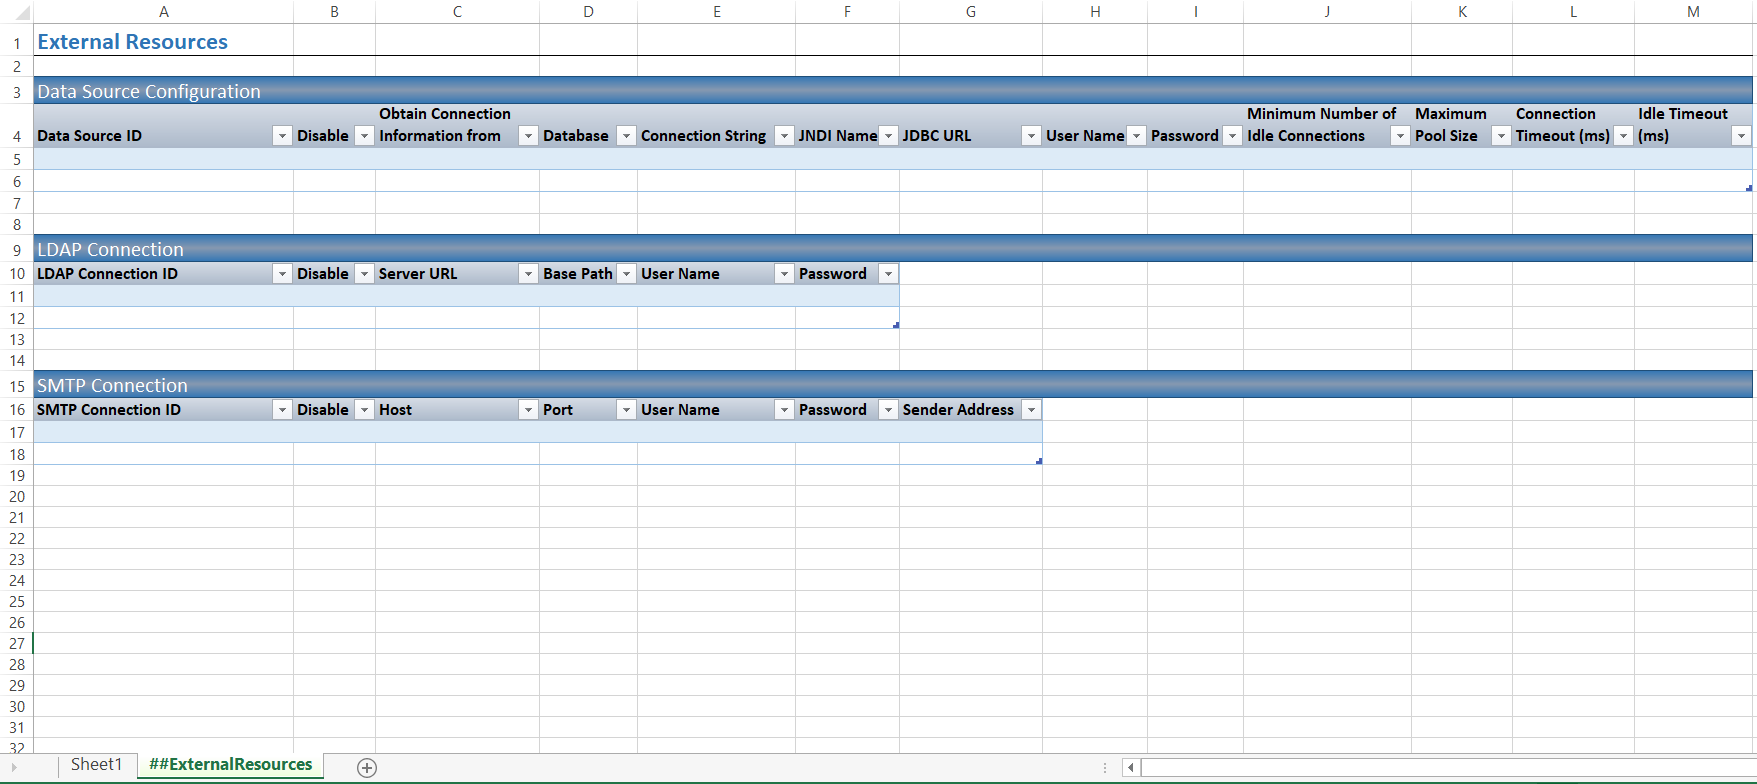 A B C D E F G H I J K L M
1 External Resources
2
3 Data Source Configuration
Obtain Connection Minimum Number of Maximum Connection Idle Timeout
4 Data Source ID Disable Information from Database Connection String JNDI Name JDBC URL User Name Password Idle Connections Pool Size Timeout (ms) (ms)
5
6
7
8
9 LDAP Connection
10 LDAP Connection ID Disable Server URL Base Path User Name Password
11
12
13
14
15 SMTP Connection
16 SMTP Connection ID Disable Host Port User Name Password Sender Address
17
18
19
20
21
22
23
24
25
26
27
28
29
30
31
32
Sheet1 ##ExternalResources